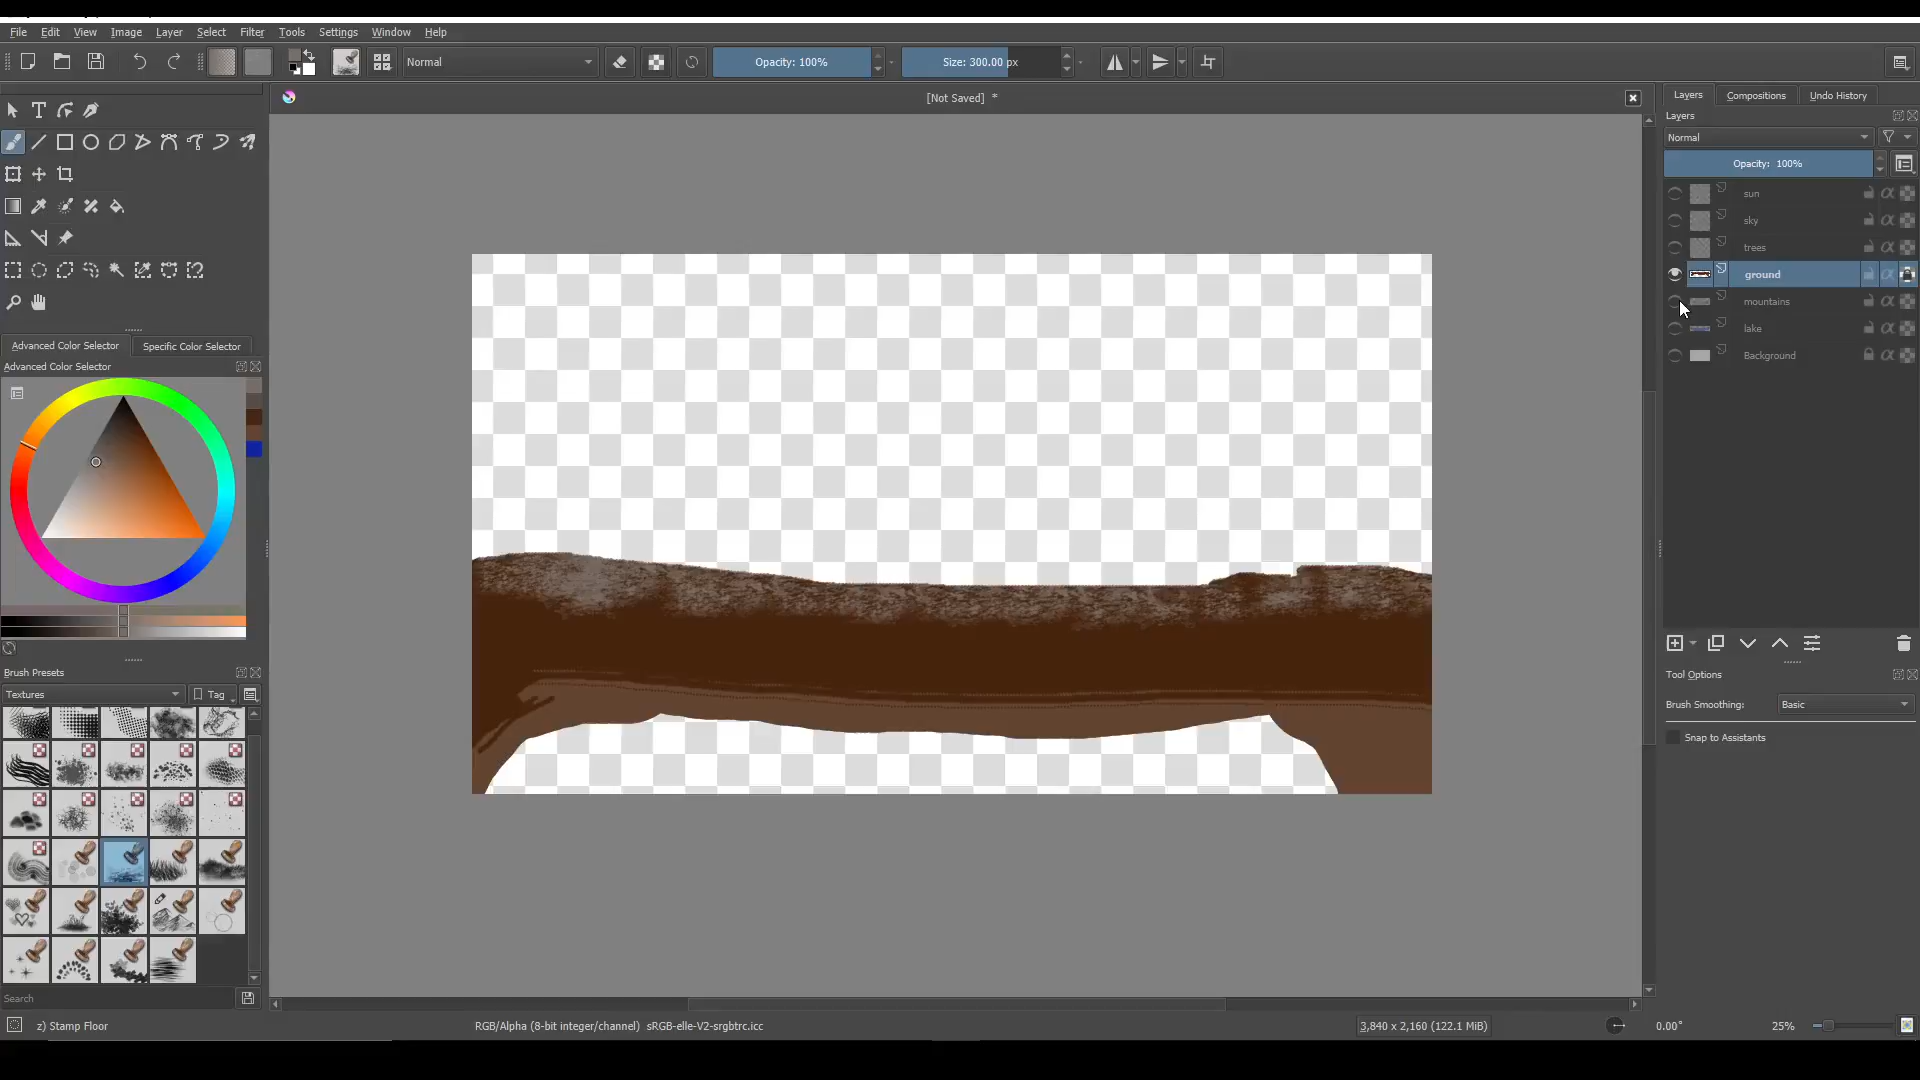 File Edit View Image Layer Select Filter Tools Settings Window Help
Normal
Opacity: 100%
Size: 300.00 px
[Not Saved] *
Layers
Compositions
Undo History
Layers
Normal
Opacity: 100%
sun
sky
trees
ground
mountains
lake
Background
Advanced Color Selector
Specific Color Selector
Advanced Color Selector
Brush Presets
Textures
Tag
Tool Options
Brush Smoothing:
Basic
Snap to Assistants
Search
z) Stamp Floor
RGB/Alpha (8-bit integer/channel) sRGB-elle-V2-srgbtrc.icc
3,840 x 2,160 (122.1 MiB)
0.00°
25%